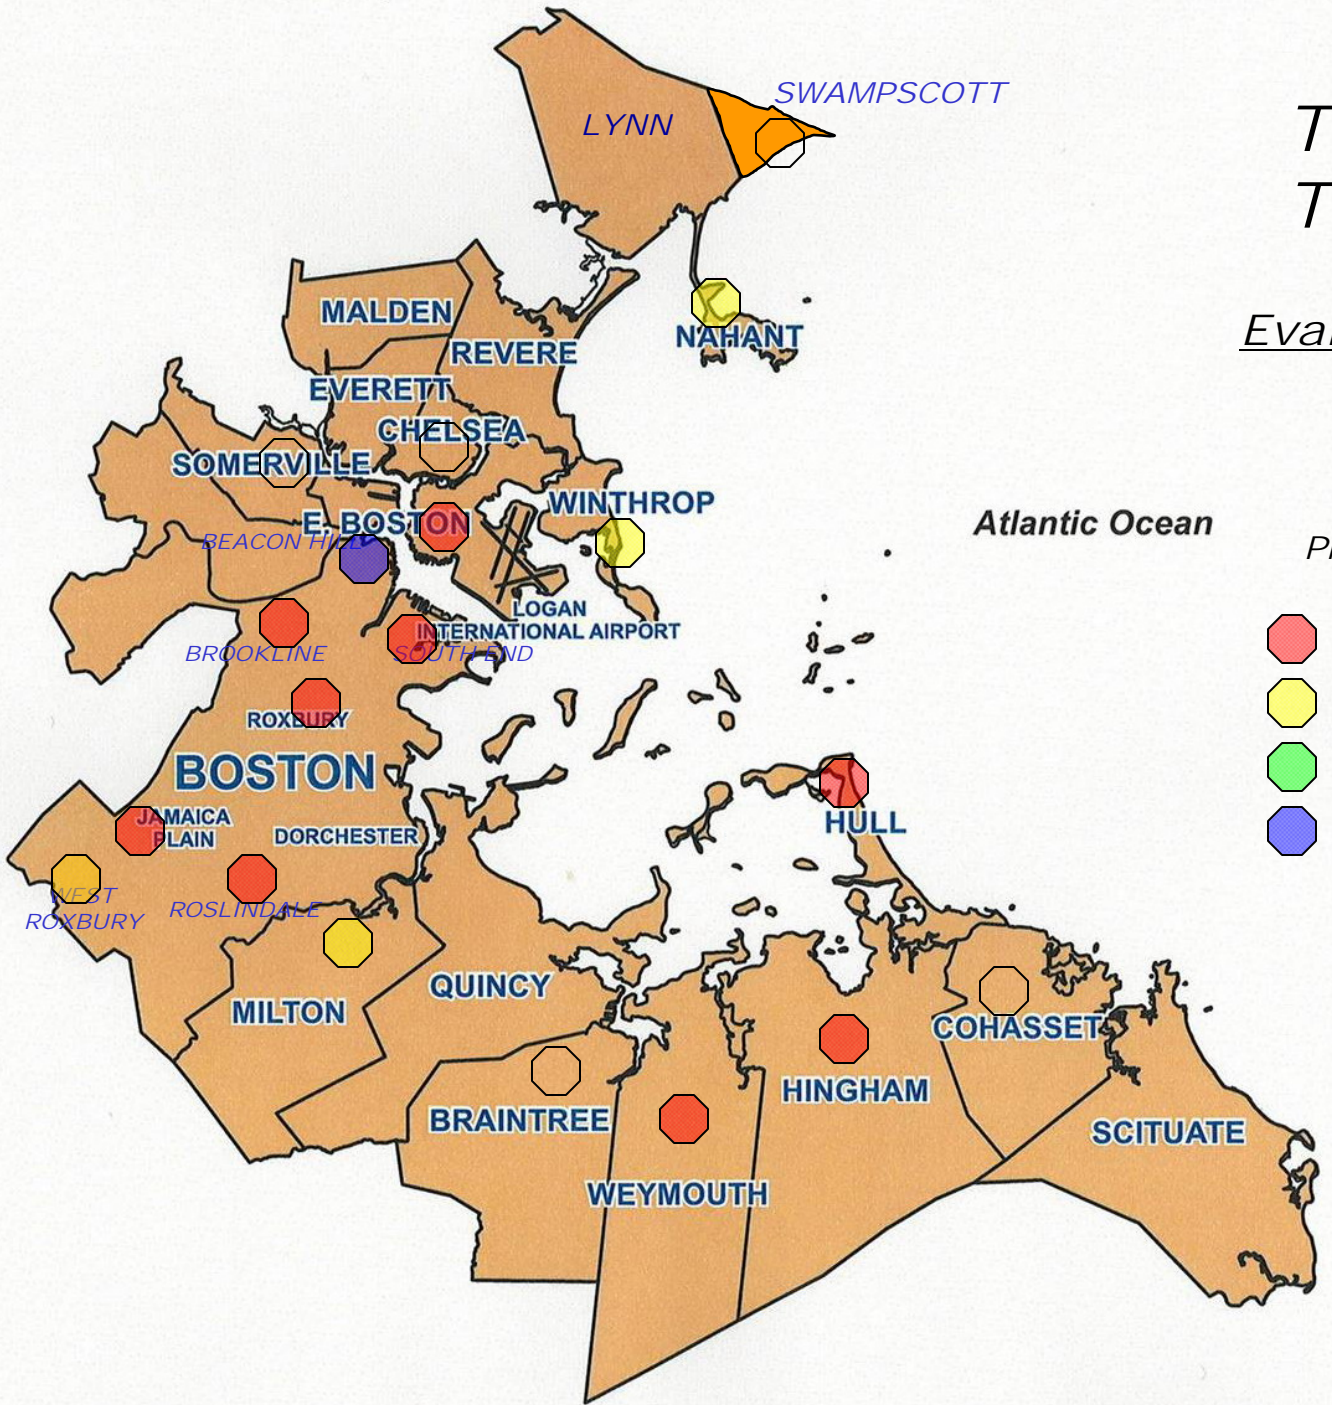 SWAMPSCOTT
LYNN
T
T
MALDEN
NAHANT
REVERE
EVERETT
CHELSEA
SOMERVILLE
WINTHROP
E. BOSTON
Atlantic Ocean
BEACON HILL
LOGAN
INTERNATIONAL AIRPORT
BROOKLINE
SOUTH END
ROXBURY
BOSTON
JAMAICA
PLAIN
DORCHESTER
HULL
WEST
ROXBURY
ROSLINDALE
QUINCY
MILTON
COHASSET
HINGHAM
BRAINTREE
SCITUATE
WEYMOUTH